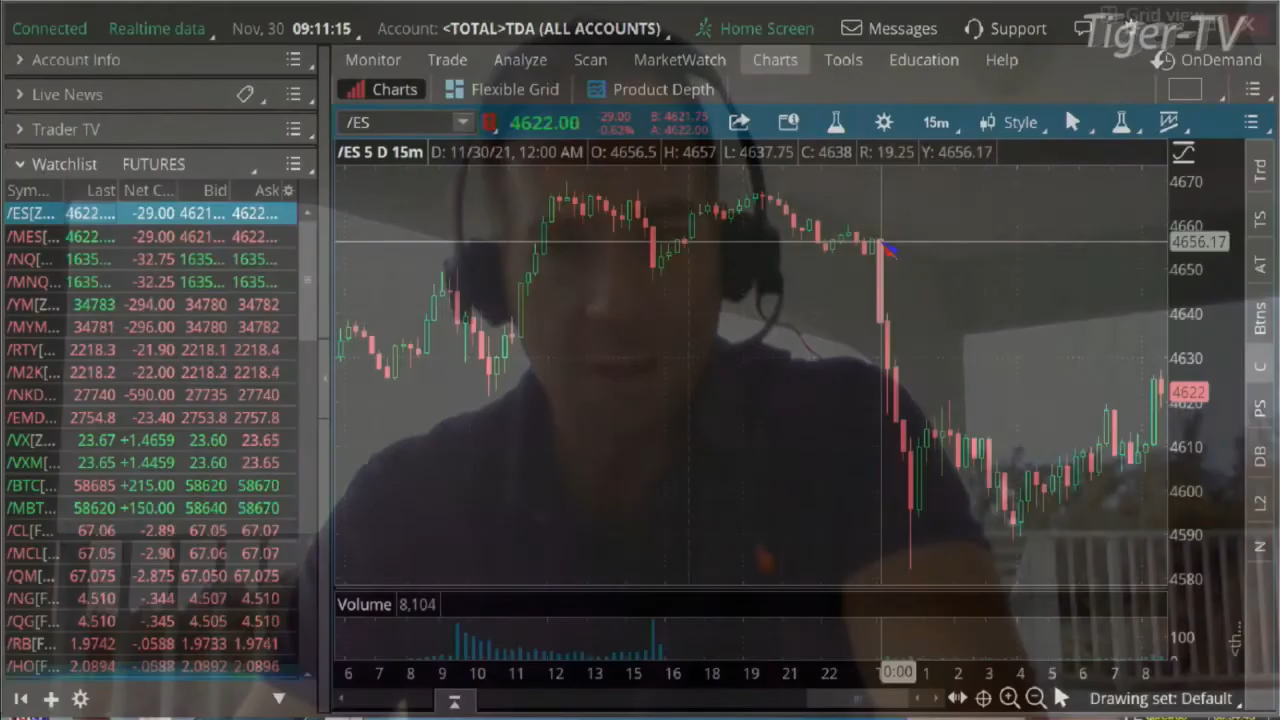 Connected Realtime data Nov, 30 09:11:15 Account: <TOTAL>TDA (ALL ACCOUNTS) Home Screen Messages Support
Tiger-TV
OnDemand
Account Info
Live News
Trader TV
Watchlist FUTURES
Monitor Trade Analyze Scan MarketWatch Charts Tools Education Help
Charts Flexible Grid Product Depth
/ES 4622.00 -29.00 B: 4621.75
-0.62% A: 4622.00
15m Style
/ES 5 D 15m D: 11/30/21, 12:00 AM O: 4656.5 H: 4657 L: 4637.75 C: 4638 R: 19.25 Y: 4656.17
Sym... Last Net C... Bid Ask
/ES[Z... 4622.... -29.00 4621... 4622...
/MES[... 4622.... -29.00 4621... 4622...
/NQ[... 1635... -32.75 1635... 1635...
/MNQ... 1635... -32.25 1635... 1635...
/YM[Z... 34783 -294.00 34780 34782
/MYM... 34781 -296.00 34780 34782
/RTY[... 2218.3 -21.90 2218.1 2218.4
/M2K[... 2218.2 -22.00 2218.2 2218.4
/NKD... 27740 -590.00 27735 27740
/EMD... 2754.8 -23.40 2753.8 2757.8
/VX[Z... 23.67 +1.4659 23.60 23.65
/VXM[... 23.65 +1.4459 23.60 23.65
/BTC[... 58685 +215.00 58620 58670
/MBT... 58620 +150.00 58640 58670
/CL[F... 67.06 -2.89 67.05 67.07
/MCL[... 67.05 -2.90 67.06 67.07
/QM[... 67.075 -2.875 67.050 67.075
/NG[F... 4.510 -.344 4.507 4.510
/QG[F... 4.510 -.345 4.505 4.510
/RB[F... 1.9742 -.0588 1.9733 1.9741
/HO[F... 2.0894 -.0688 2.0892 2.0896
4670
4660
4656.17
4650
4640
4630
4622
4620
4610
4600
4590
4580
Trd
TS
AT
Btns
C
PS
DB
L2
N
Volume 8,104
100
<th...
6 7 8 9 10 12 13 15 16 17 19 21 22 0:00 1 2 3 4 5 6 7 8
Drawing set: Default